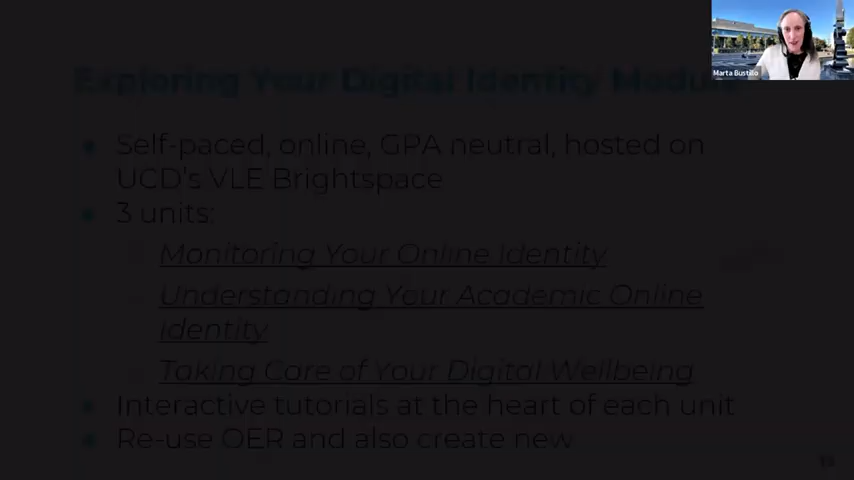 Marta Bustillo
Exploring Your Digital Identity Module
Self-paced, online, GPA neutral, hosted on
UCD's VLE Brightspace
3 units:
Monitoring Your Online Identity
Understanding Your Academic Online
Identity
Taking Care of Your Digital Wellbeing
Interactive tutorials at the heart of each unit
Re-use OER and also create new